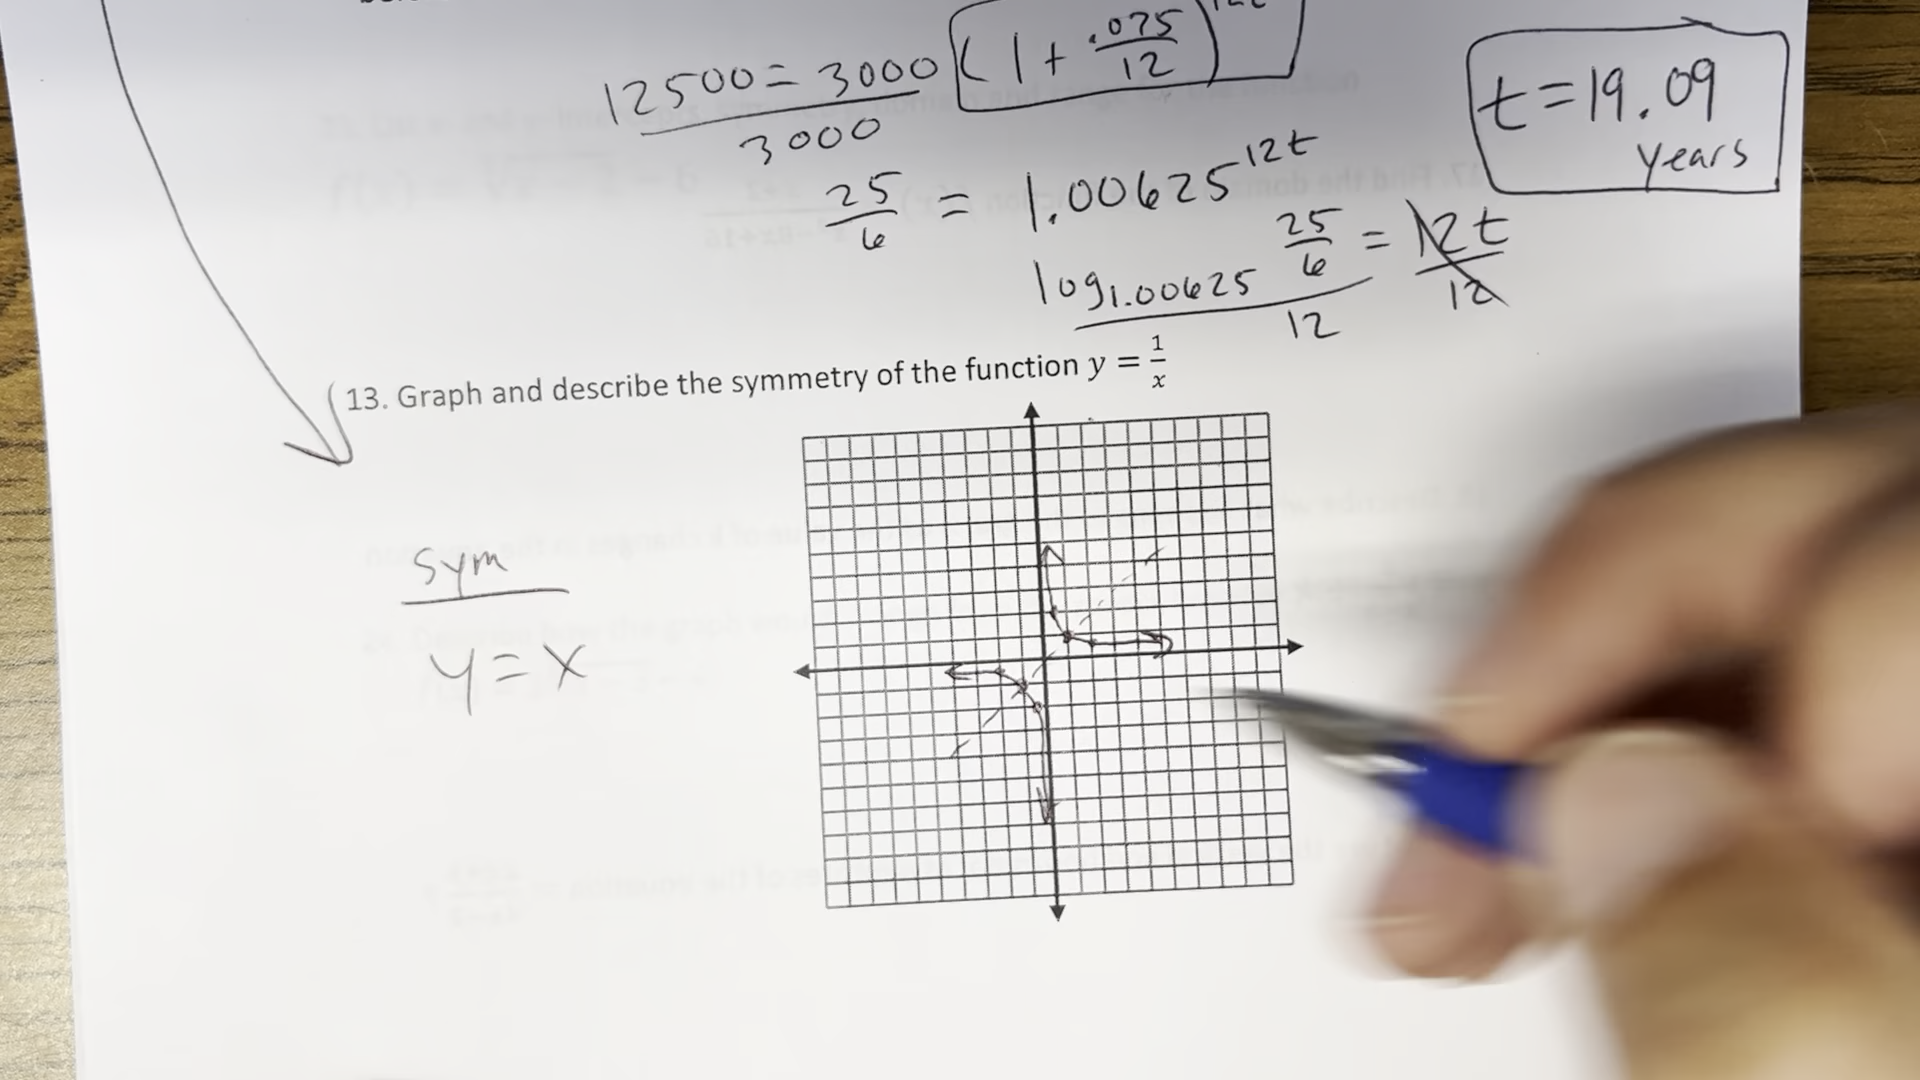 12500 = 3000 (1 + .075/12)
3000
t = 19.09
years
25/6 = 1.00625^12t
log1.00625 25/6 = 12t
12 12
13. Graph and describe the symmetry of the function y = 1/x
Sym
y = x